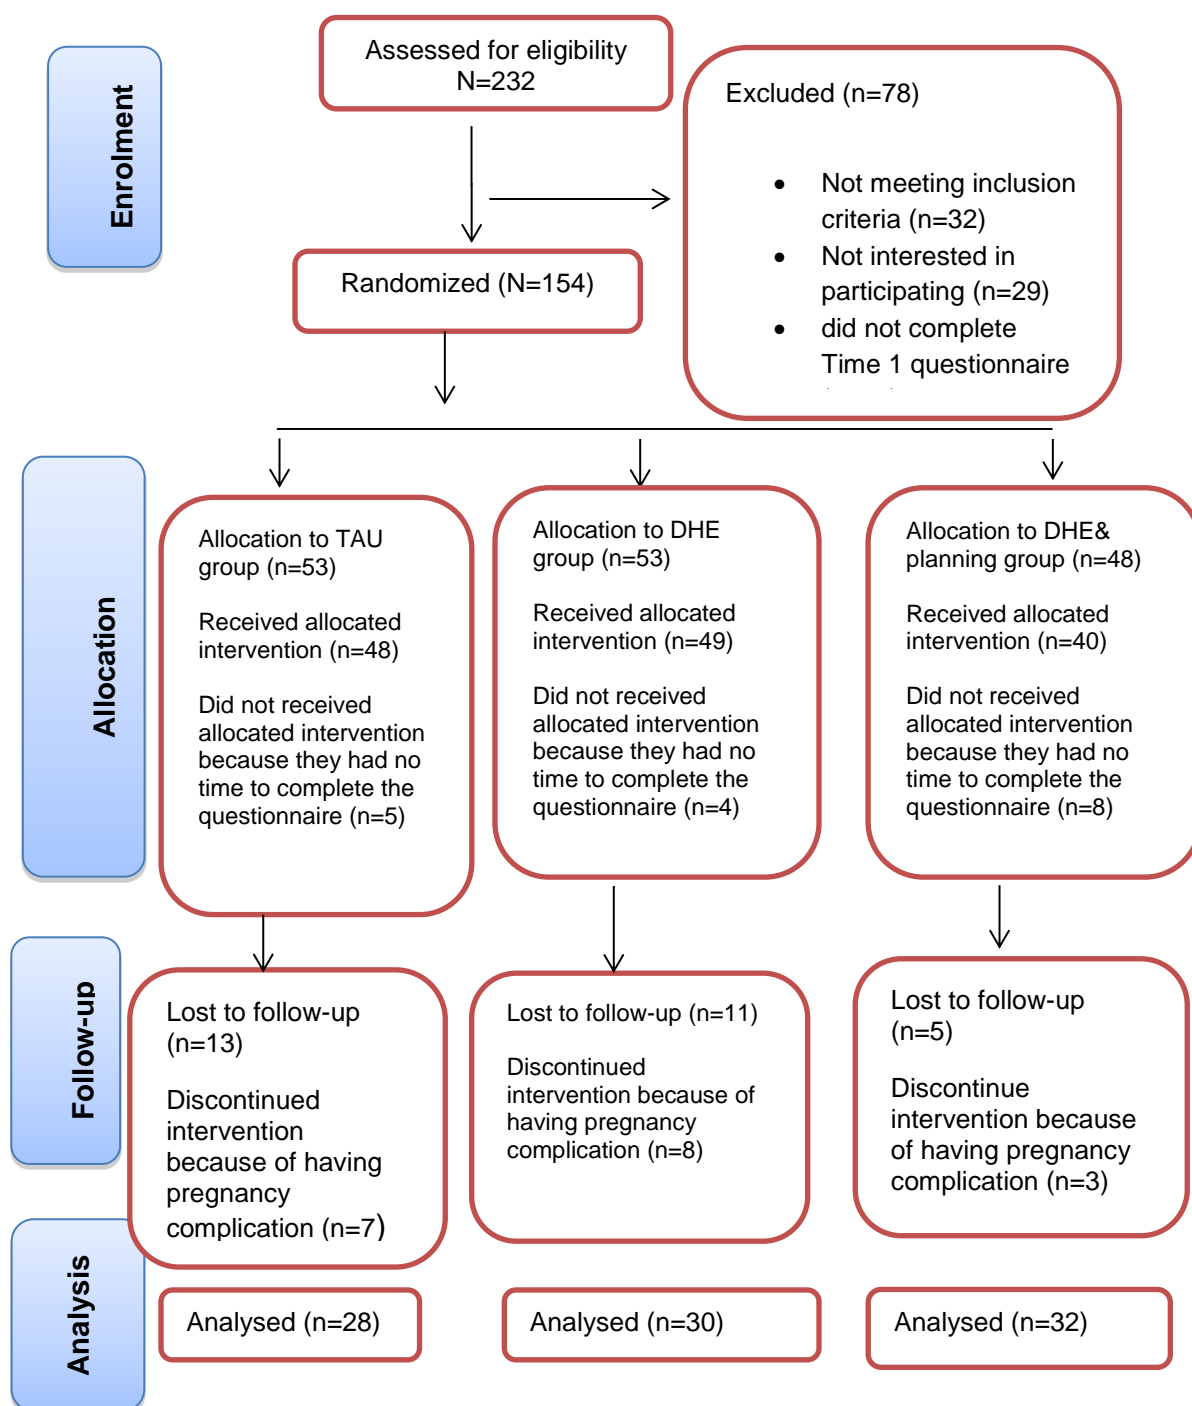 Enrolment
Assessed for eligibility
N=232
Excluded (n=78)
• Not meeting inclusion
criteria (n=32)
• Not interested in
participating (n=29)
• did not complete
Time 1 questionnaire
Randomized (N=154)
Allocation
Allocation to TAU
group (n=53)
Received allocated
intervention (n=48)
Did not received
allocated intervention
because they had no
time to complete the
questionnaire (n=5)
Allocation to DHE
group (n=53)
Received allocated
intervention (n=49)
Did not received
allocated intervention
because they had no
time to complete the
questionnaire (n=4)
Allocation to DHE&
planning group (n=48)
Received allocated
intervention (n=40)
Did not received
allocated intervention
because they had no
time to complete the
questionnaire (n=8)
Follow-up
Lost to follow-up
(n=13)
Discontinued
intervention
because of having
pregnancy
complication (n=7)
Lost to follow-up (n=11)
Discontinued
intervention because of
having pregnancy
complication (n=8)
Lost to follow-up
(n=5)
Discontinue
intervention because
of having pregnancy
complication (n=3)
Analysis
Analysed (n=28)
Analysed (n=30)
Analysed (n=32)